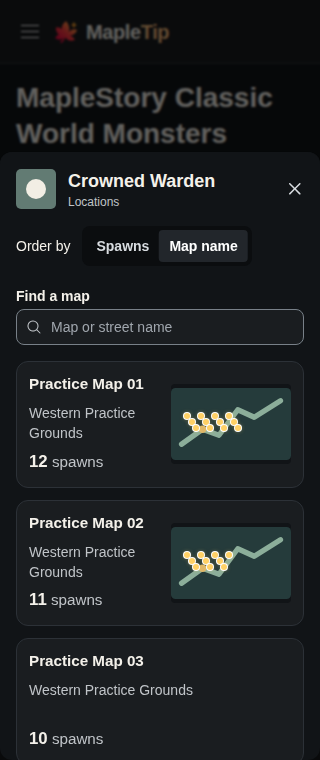 MapleTip
MapleStory Classic
World Monsters
Crowned Warden
Locations
Order by Spawns Map name
Find a map
Map or street name
Practice Map 01
Western Practice
Grounds
12 spawns
Practice Map 02
Western Practice
Grounds
11 spawns
Practice Map 03
Western Practice Grounds
10 spawns